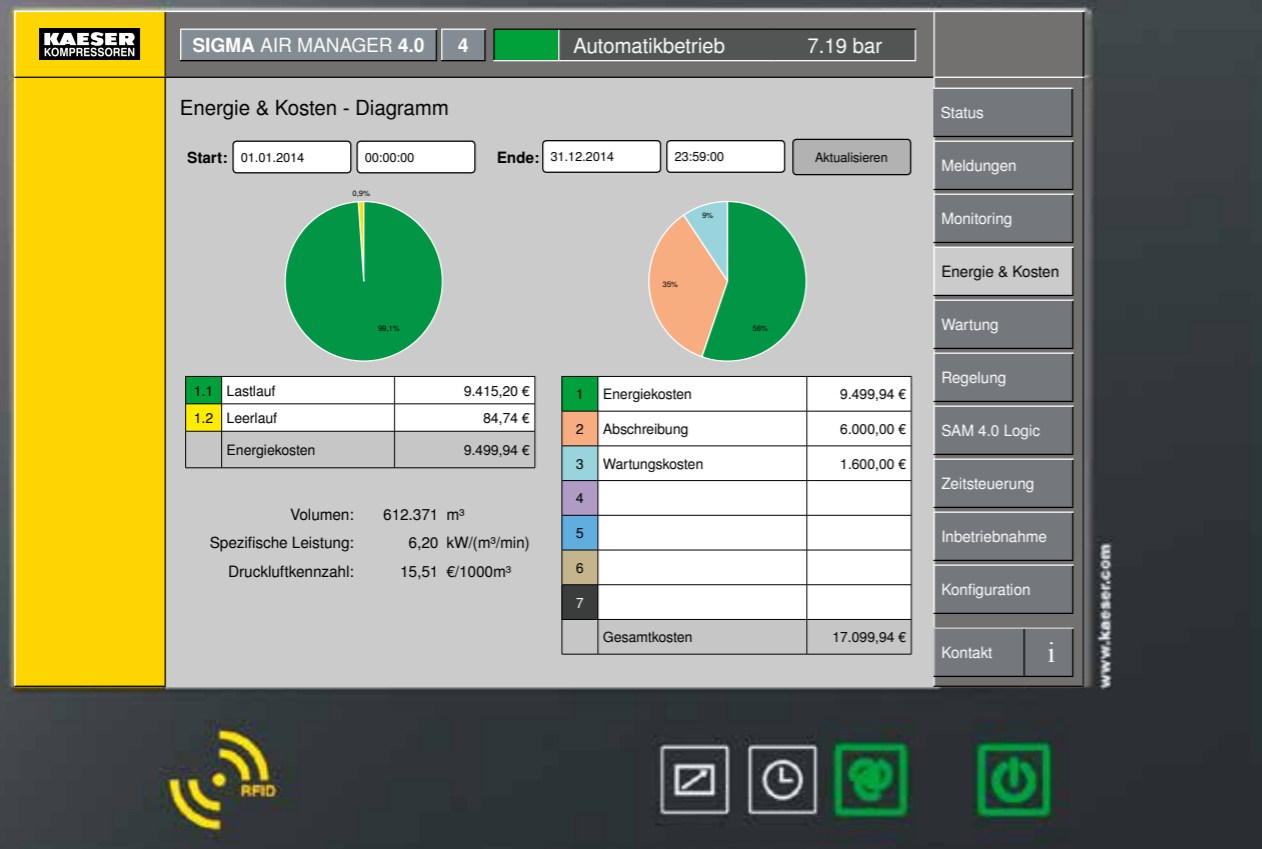 KAESER
KOMPRESSOREN
SIGMA AIR MANAGER 4.0 4 Automatikbetrieb 7.19 bar
Energie & Kosten - Diagramm
Start: 01.01.2014 00:00:00 Ende: 31.12.2014 23:59:00 Aktualisieren
0,9%
99,1%
9%
35%
56%
1.1 Lastlauf 9.415,20 €
1.2 Leerlauf 84,74 €
Energiekosten 9.499,94 €
Volumen: 612.371 m³
Spezifische Leistung: 6,20 kW/(m³/min)
Druckluftkennzahl: 15,51 €/1000m³
1 Energiekosten 9.499,94 €
2 Abschreibung 6.000,00 €
3 Wartungskosten 1.600,00 €
4
5
6
7
Gesamtkosten 17.099,94 €
Status
Meldungen
Monitoring
Energie & Kosten
Wartung
Regelung
SAM 4.0 Logic
Zeitsteuerung
Inbetriebnahme
Konfiguration
Kontakt i
www.kaeser.com
RFID